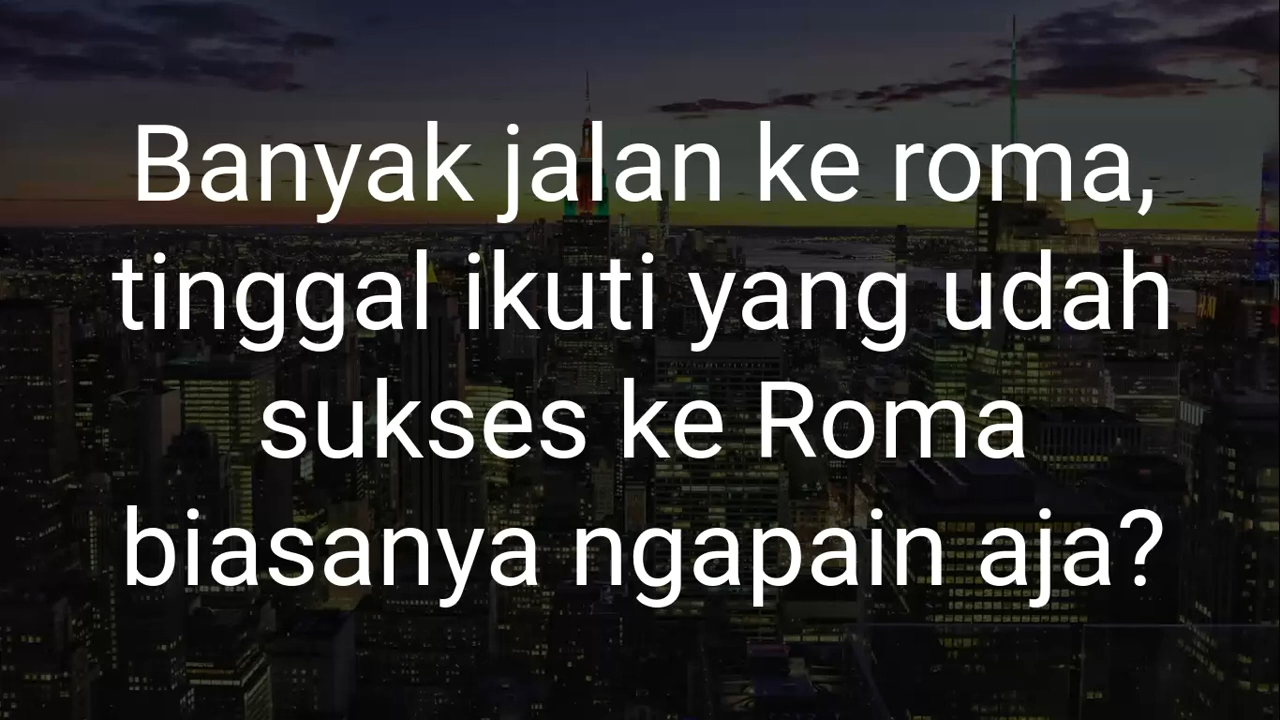 Banyak jalan ke roma,
tinggal ikuti yang udah
sukses ke Roma
biasanya ngapain aja?